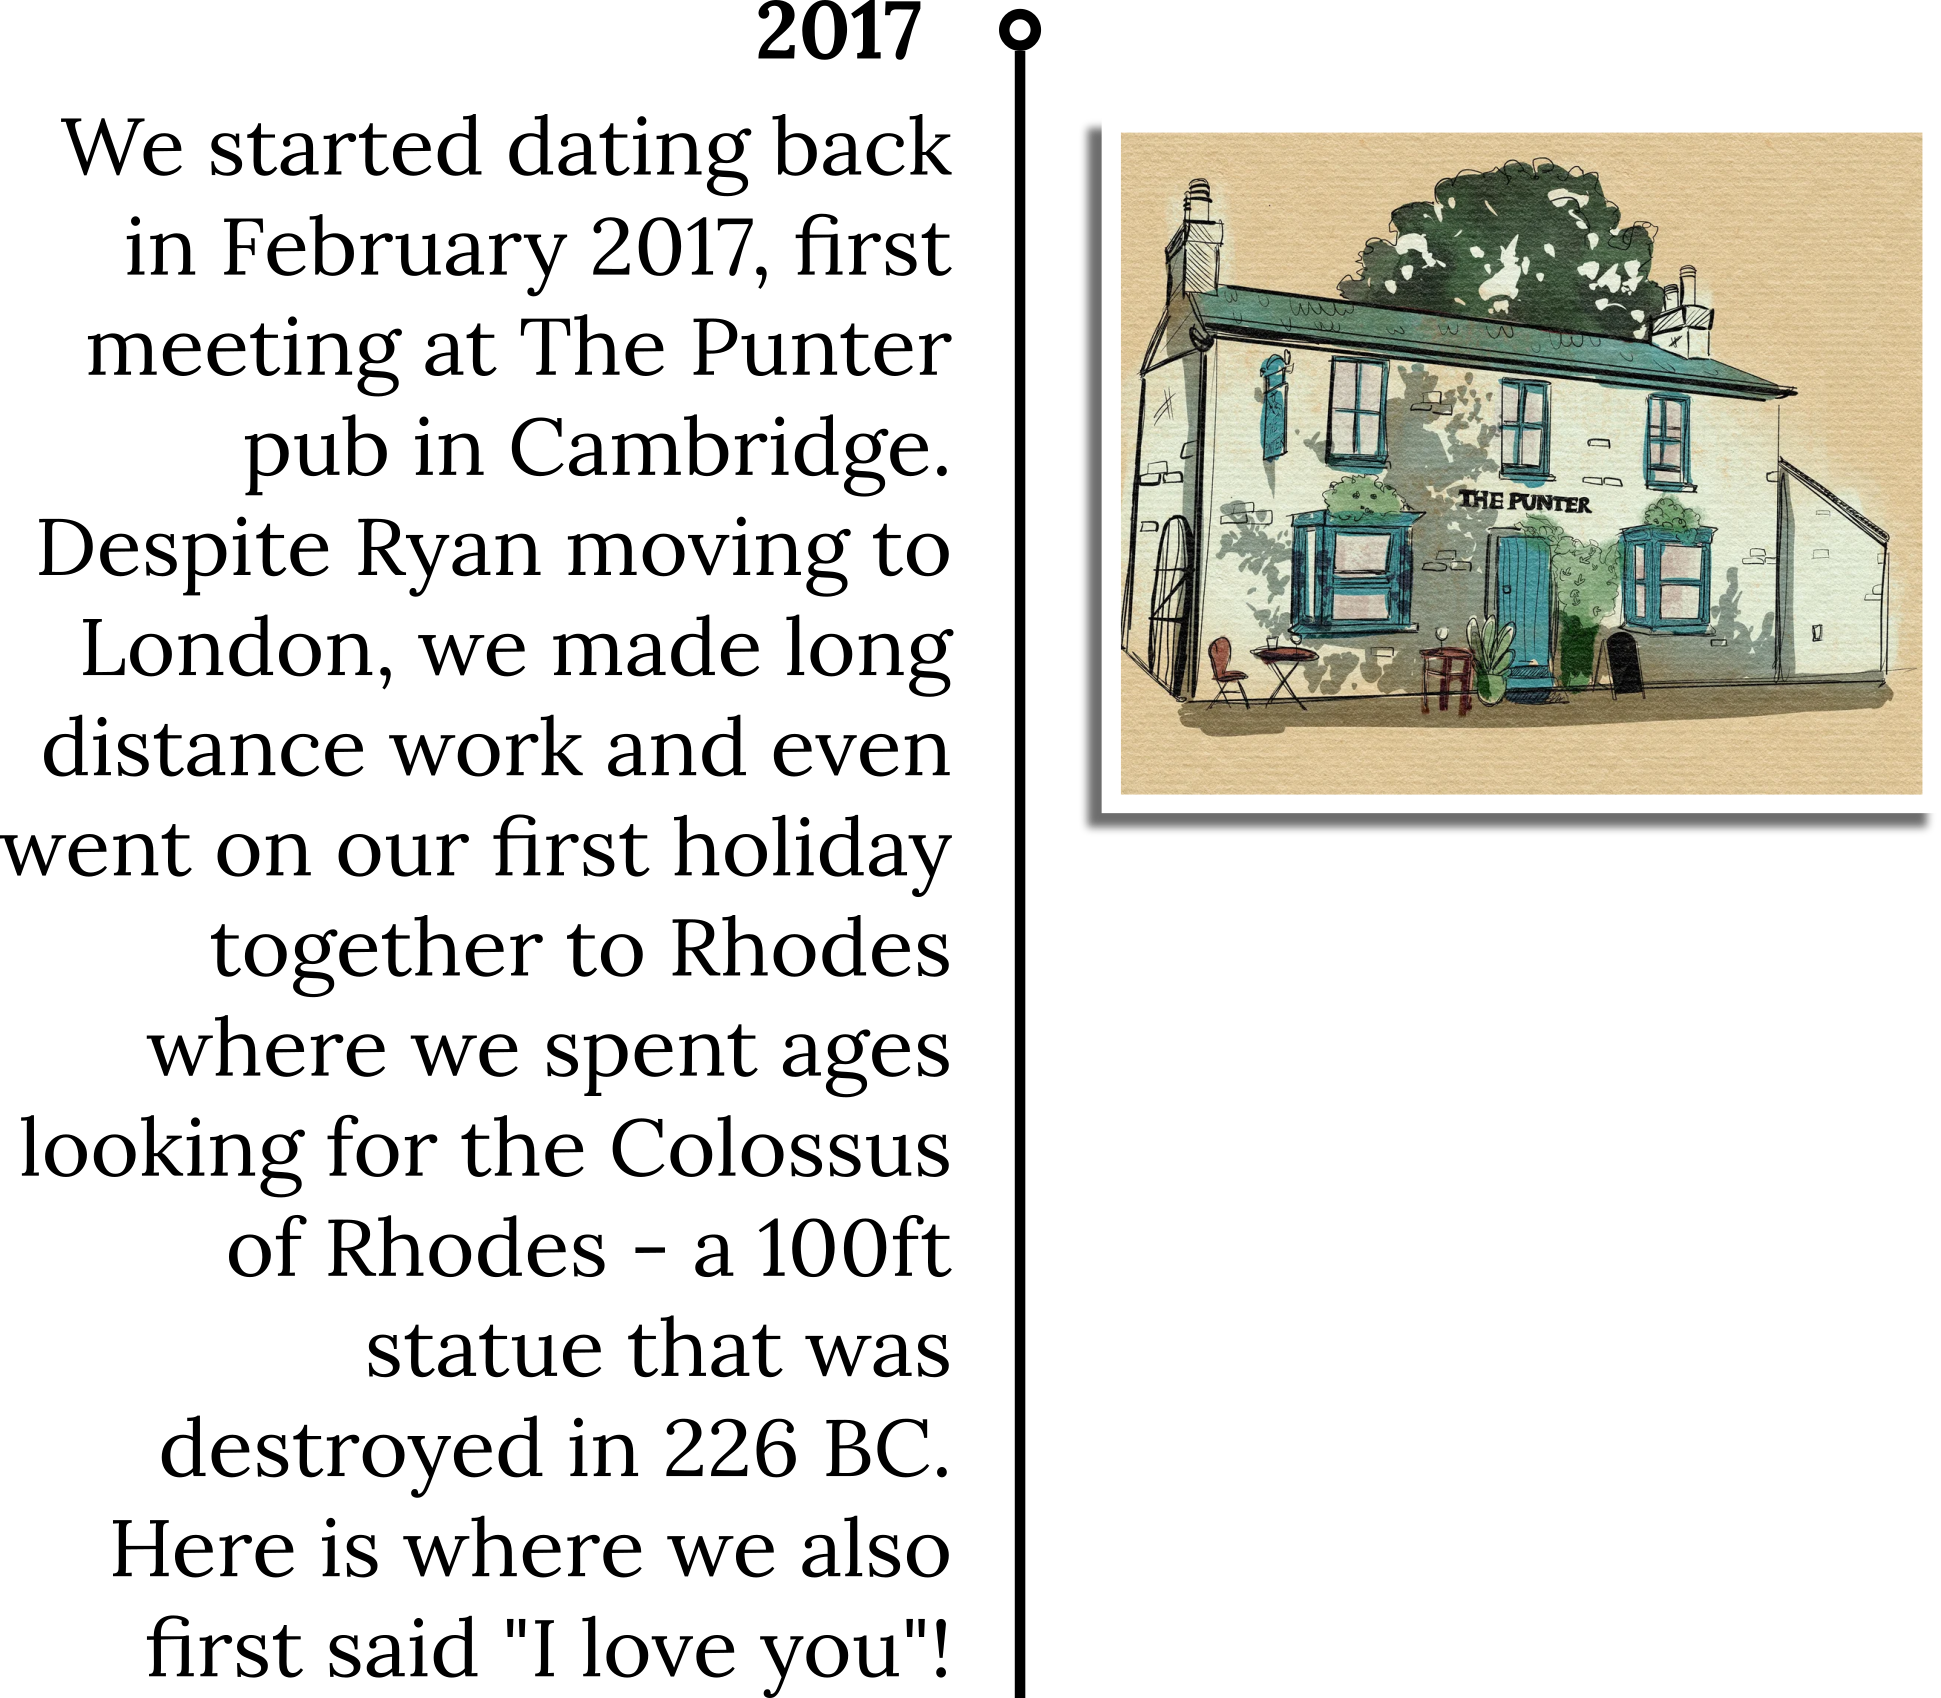 2017
We started dating back
in February 2017, first
meeting at The Punter
pub in Cambridge.
Despite Ryan moving to
London, we made long
distance work and even
went on our first holiday
together to Rhodes
where we spent ages
looking for the Colossus
of Rhodes - a 100ft
statue that was
destroyed in 226 BC.
Here is where we also
first said "I love you"!
THE PUNTER